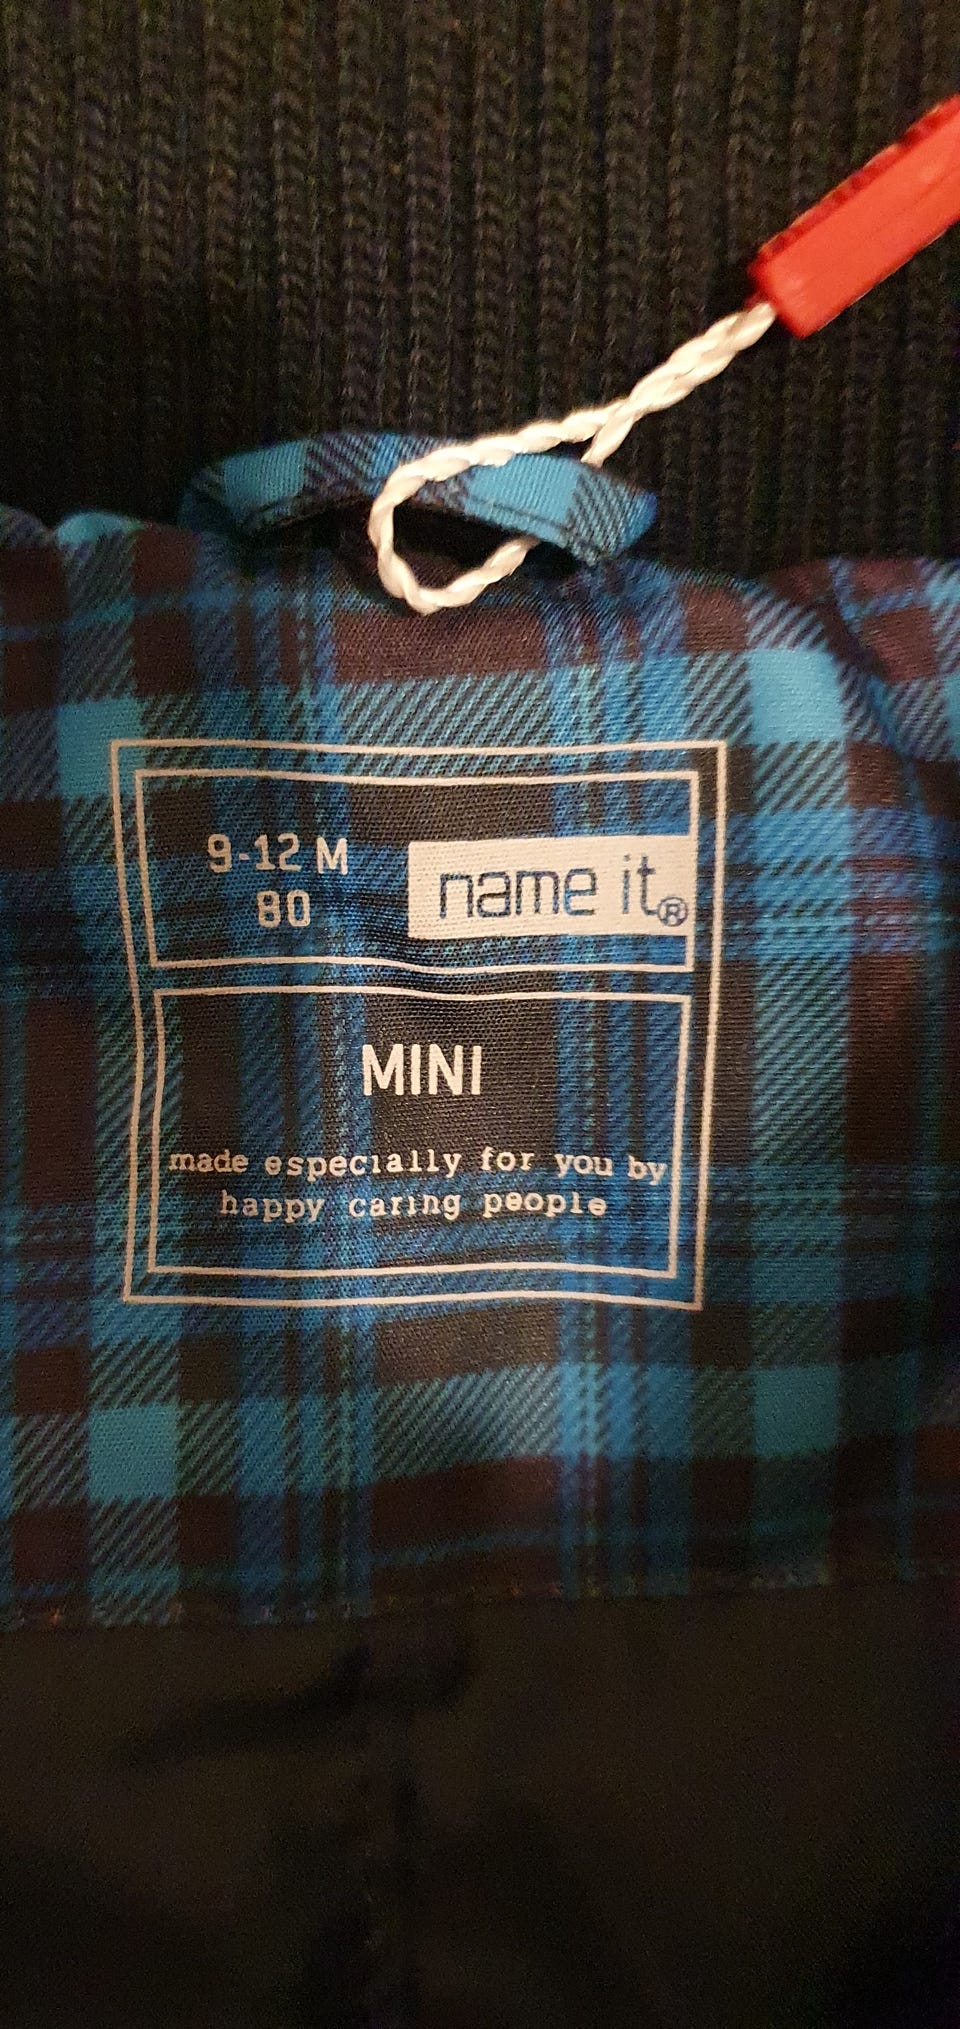 9-12 M
80
name it®
MINI
made especially for you by
happy caring people